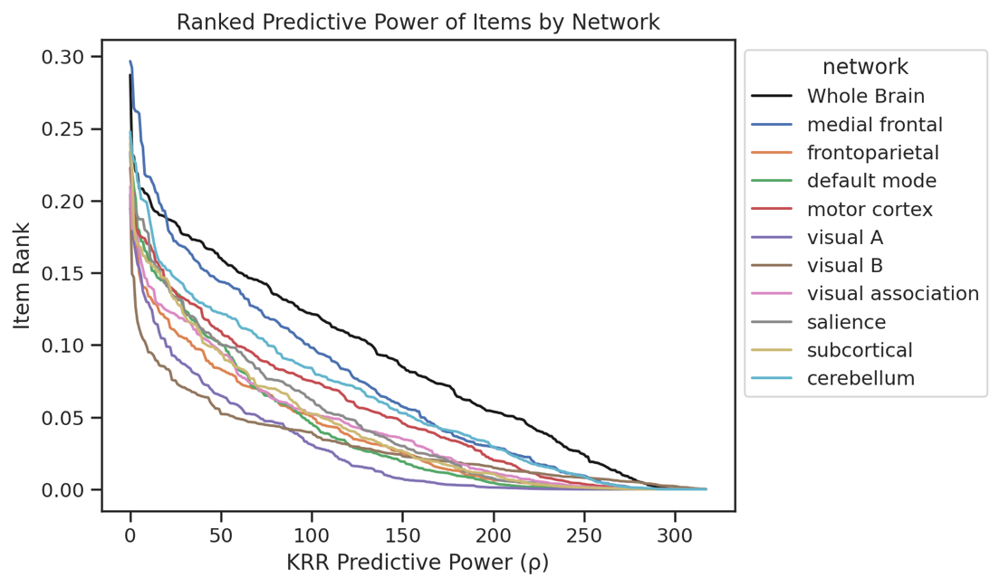 Ranked Predictive Power of Items by Network
Item Rank
0.30
0.25
0.20
0.15
0.10
0.05
0.00
0 50 100 150 200 250 300
KRR Predictive Power (ρ)
network
Whole Brain
medial frontal
frontoparietal
default mode
motor cortex
visual A
visual B
visual association
salience
subcortical
cerebellum